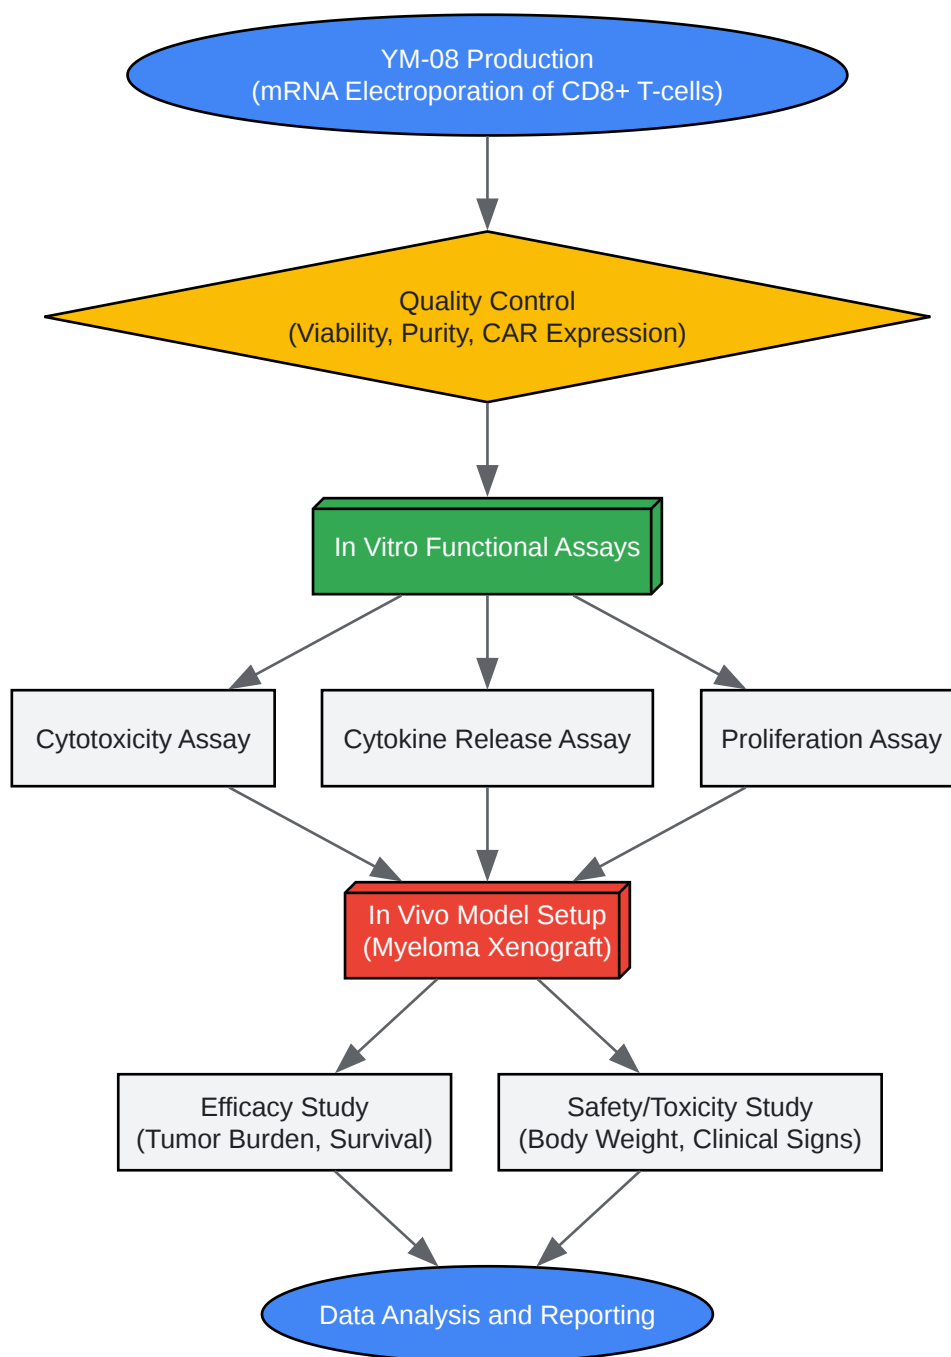 YM-08 Production
(mRNA Electroporation of CD8+ T-cells)
Quality Control
(Viability, Purity, CAR Expression)
In Vitro Functional Assays
Cytotoxicity Assay
Cytokine Release Assay
Proliferation Assay
In Vivo Model Setup
(Myeloma Xenograft)
Efficacy Study
(Tumor Burden, Survival)
Safety/Toxicity Study
(Body Weight, Clinical Signs)
Data Analysis and Reporting